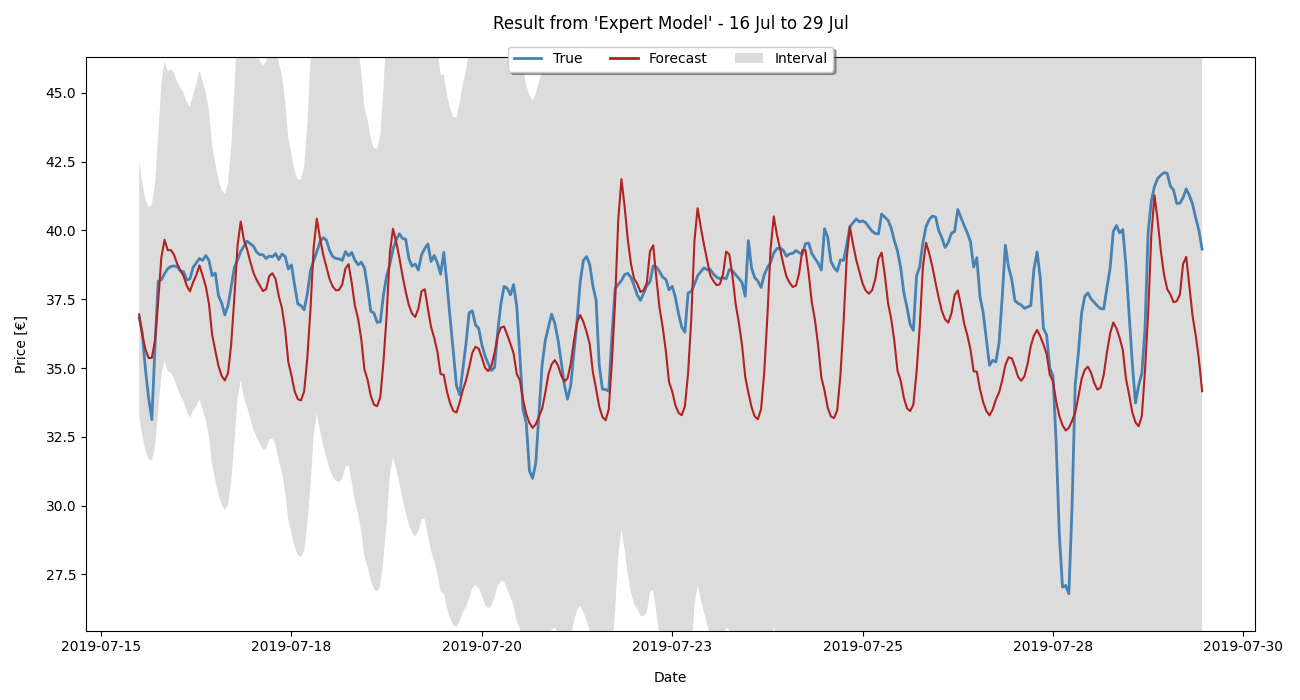 Result from 'Expert Model' - 16 Jul to 29 Jul
True Forecast Interval
45.0
42.5
40.0
37.5
35.0
32.5
30.0
27.5
Price [€]
2019-07-15 2019-07-18 2019-07-20 2019-07-23 2019-07-25 2019-07-28 2019-07-30
Date